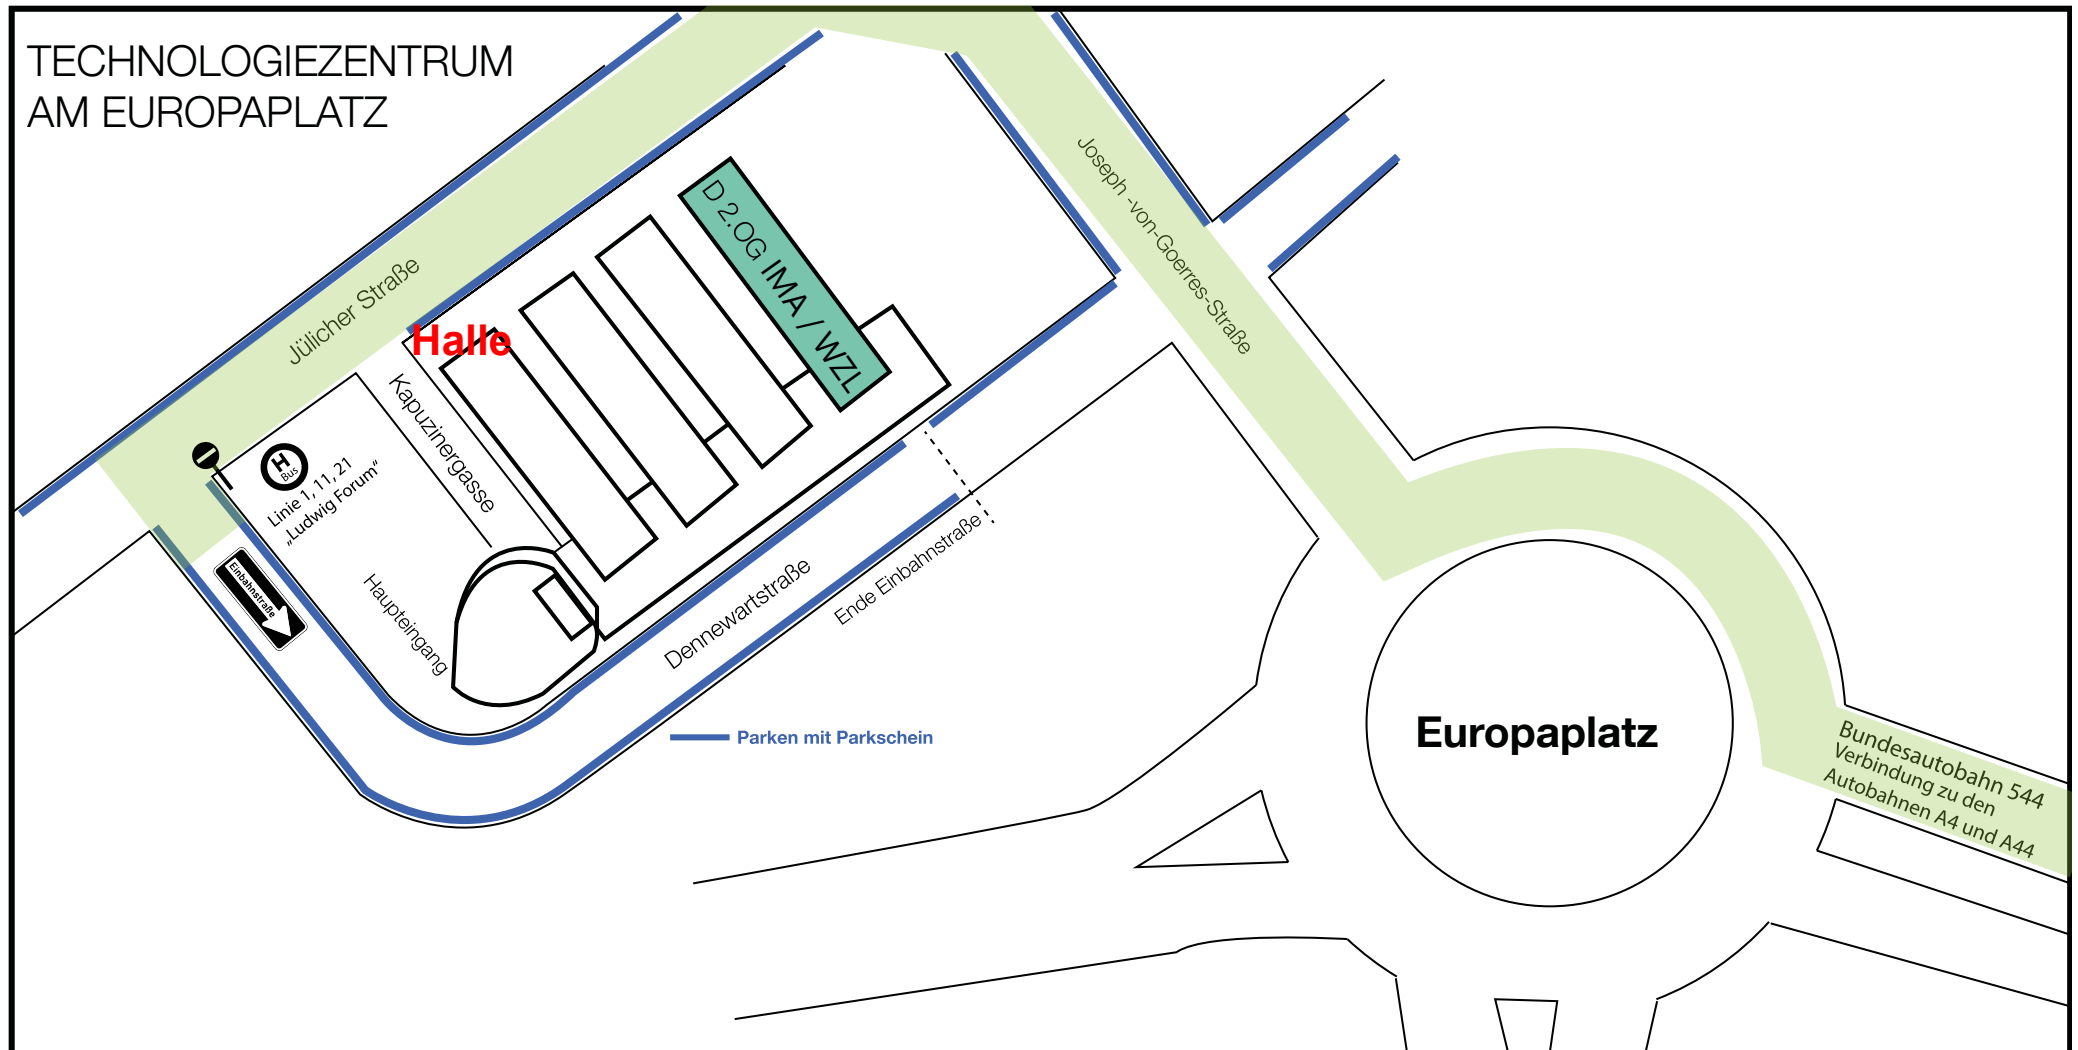 TECHNOLOGIEZENTRUM
AM EUROPAPLATZ
Jülicher Straße
Joseph -von-Goerres-Straße
D 2.OG IMA / WZL
Halle
Kapuzinergasse
H
Bus
Linie 1, 11, 21
„Ludwig Forum“
Einbahnstraße
Haupteingang
Dennewartstraße
Ende Einbahnstraße
Parken mit Parkschein
Europaplatz
Bundesautobahn 544
Verbindung zu den
Autobahnen A4 und A44